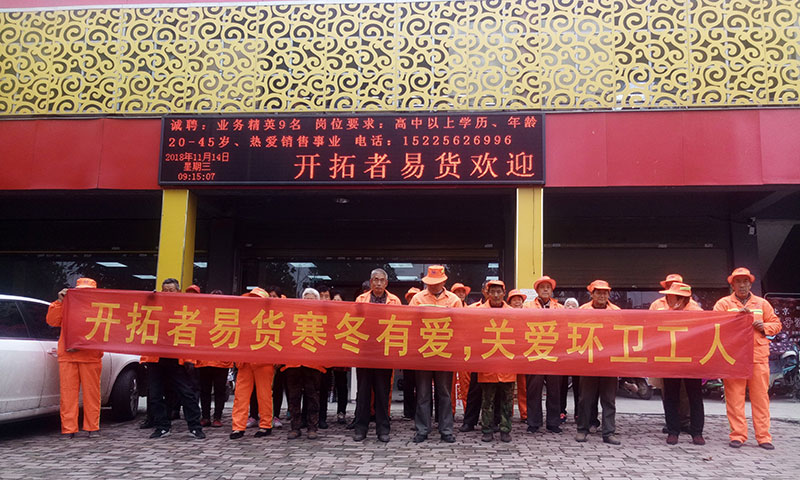 诚聘：业务精英9名 岗位要求：高中以上学历、年龄
20-45岁、热爱销售事业 电话：15225626996
2018年11月14日
星期三
09:15:07
开拓者易货欢迎
开拓者易货寒冬有爱，关爱环卫工人